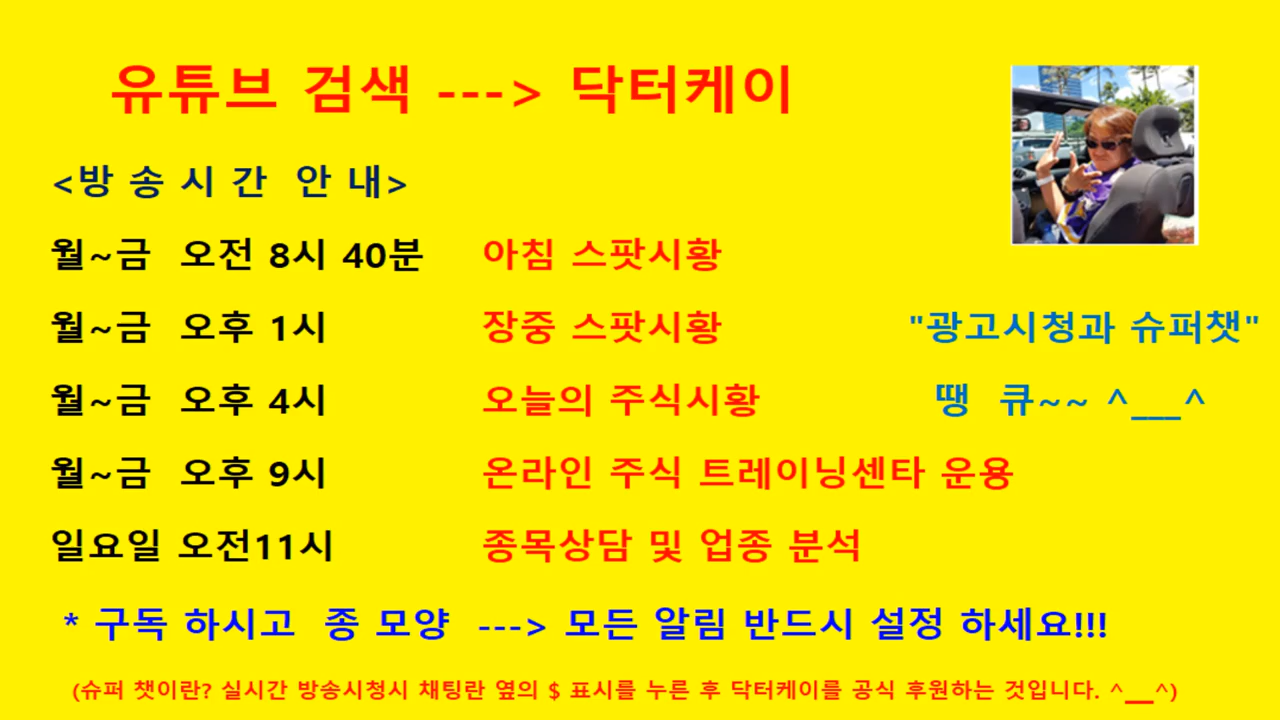 유튜브 검색 ---> 닥터케이
<방 송 시 간 안 내>
월~금 오전 8시 40분 아침 스팟시황
월~금 오후 1시 장중 스팟시황 "광고시청과 슈퍼챗"
월~금 오후 4시 오늘의 주식시황 땡 큐~~ ^___^
월~금 오후 9시 온라인 주식 트레이닝센타 운용
일요일 오전11시 종목상담 및 업종 분석
* 구독 하시고 종 모양 ---> 모든 알림 반드시 설정 하세요!!!
(슈퍼 챗이란? 실시간 방송시청시 채팅란 옆의 $ 표시를 누른 후 닥터케이를 공식 후원하는 것입니다. ^__^)